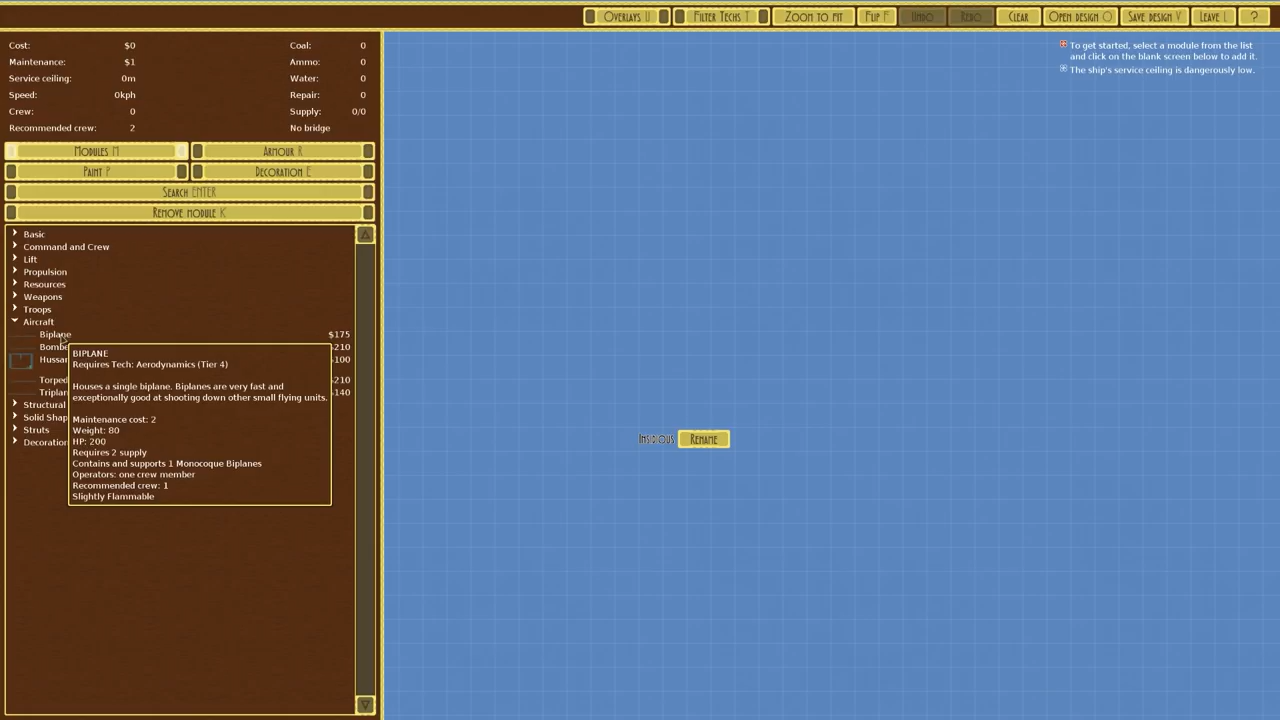 OVERLAYS U
FILTER TECHS T
ZOOM TO FIT
FLIP F
UNDO
REDO
CLEAR
OPEN DESIGN O
SAVE DESIGN V
LEAVE L
?
Cost: $0 Coal: 0
Maintenance: $1 Ammo: 0
Service ceiling: 0m Water: 0
Speed: 0kph Repair: 0
Crew: 0 Supply: 0/0
Recommended crew: 2 No bridge
MODULES M
ARMOUR R
PAINT P
DECORATION E
SEARCH ENTER
REMOVE MODULE K
Basic
Command and Crew
Lift
Propulsion
Resources
Weapons
Troops
Aircraft
Biplane $175
Bombe 210
Hussar 100
Torped 210
Triplan 140
Structural
Solid Shap
Struts
Decoration
BIPLANE
Requires Tech: Aerodynamics (Tier 4)
Houses a single biplane. Biplanes are very fast and
exceptionally good at shooting down other small flying units.
Maintenance cost: 2
Weight: 80
HP: 200
Requires 2 supply
Contains and supports 1 Monocoque Biplanes
Operators: one crew member
Recommended crew: 1
Slightly Flammable
To get started, select a module from the list
and click on the blank screen below to add it.
The ship's service ceiling is dangerously low.
INSIDIOUS RENAME